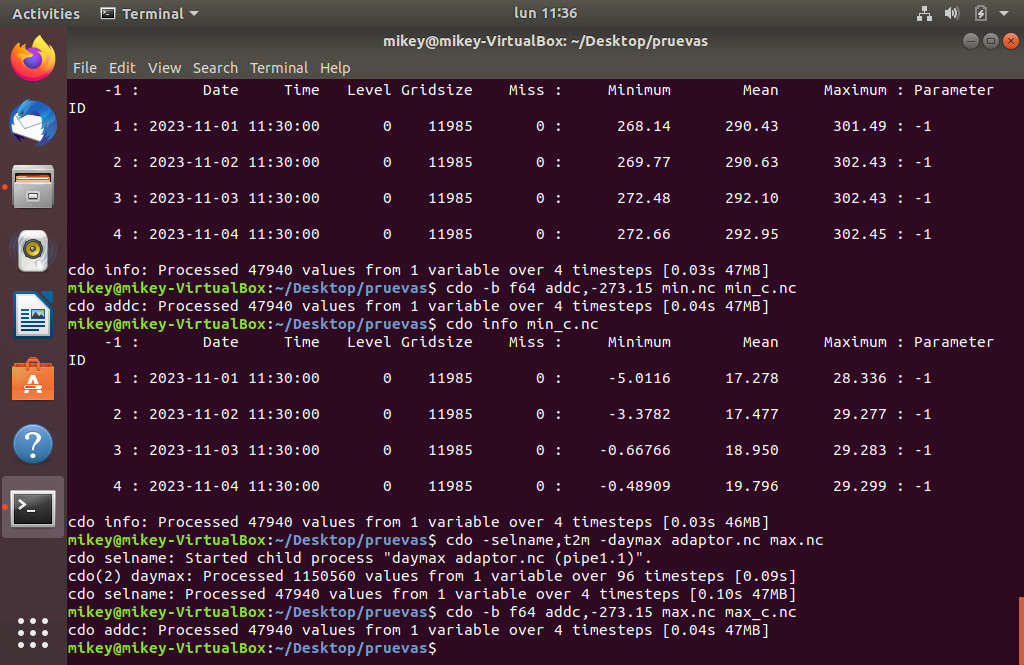 Activities Terminal lun 11:36
mikey@mikey-VirtualBox: ~/Desktop/pruevas
File Edit View Search Terminal Help
-1 : Date Time Level Gridsize Miss : Minimum Mean Maximum : Parameter
ID
1 : 2023-11-01 11:30:00 0 11985 0 : 268.14 290.43 301.49 : -1
2 : 2023-11-02 11:30:00 0 11985 0 : 269.77 290.63 302.43 : -1
3 : 2023-11-03 11:30:00 0 11985 0 : 272.48 292.10 302.43 : -1
4 : 2023-11-04 11:30:00 0 11985 0 : 272.66 292.95 302.45 : -1
cdo info: Processed 47940 values from 1 variable over 4 timesteps [0.03s 47MB]
mikey@mikey-VirtualBox:~/Desktop/pruevas$ cdo -b f64 addc,-273.15 min.nc min_c.nc
cdo addc: Processed 47940 values from 1 variable over 4 timesteps [0.04s 47MB]
mikey@mikey-VirtualBox:~/Desktop/pruevas$ cdo info min_c.nc
-1 : Date Time Level Gridsize Miss : Minimum Mean Maximum : Parameter
ID
1 : 2023-11-01 11:30:00 0 11985 0 : -5.0116 17.278 28.336 : -1
2 : 2023-11-02 11:30:00 0 11985 0 : -3.3782 17.477 29.277 : -1
3 : 2023-11-03 11:30:00 0 11985 0 : -0.66766 18.950 29.283 : -1
4 : 2023-11-04 11:30:00 0 11985 0 : -0.48909 19.796 29.299 : -1
cdo info: Processed 47940 values from 1 variable over 4 timesteps [0.03s 46MB]
mikey@mikey-VirtualBox:~/Desktop/pruevas$ cdo -selname,t2m -daymax adaptor.nc max.nc
cdo selname: Started child process "daymax adaptor.nc (pipe1.1)".
cdo(2) daymax: Processed 1150560 values from 1 variable over 96 timesteps [0.09s]
cdo selname: Processed 47940 values from 1 variable over 4 timesteps [0.10s 47MB]
mikey@mikey-VirtualBox:~/Desktop/pruevas$ cdo -b f64 addc,-273.15 max.nc max_c.nc
cdo addc: Processed 47940 values from 1 variable over 4 timesteps [0.04s 47MB]
mikey@mikey-VirtualBox:~/Desktop/pruevas$